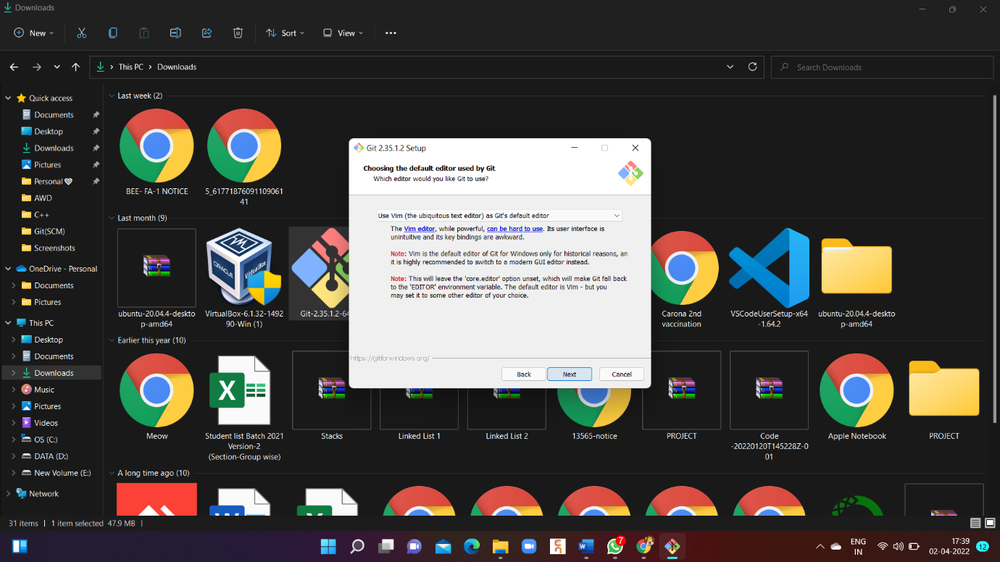 Downloads
New
Sort
View
This PC
Downloads
Search Downloads
Quick access
Documents
Desktop
Downloads
Pictures
Personal
AWD
C++
Git(SCM)
Screenshots
OneDrive - Personal
Documents
Pictures
This PC
Desktop
Documents
Downloads
Music
Pictures
Videos
OS (C:)
DATA (D:)
New Volume (E:)
Network
Last week (2)
BEE- FA-1 NOTICE
5_61771876091109061
41
Last month (9)
ubuntu-20.04.4-deskto
p-amd64
ORACLE
VirtualBox
VirtualBox-6.1.32-1492
90-Win (1)
Git-2.35.1.2-64
Carona 2nd
vaccination
VSCodeUserSetup-x64
-1.64.2
ubuntu-20.04.4-deskto
p-amd64
Git 2.35.1.2 Setup
Choosing the default editor used by Git
Which editor would you like Git to use?
Use Vim (the ubiquitous text editor) as Git's default editor
The Vim editor, while powerful, can be hard to use. Its user interface is
unintuitive and its key bindings are awkward.
Note: Vim is the default editor of Git for Windows only for historical reasons, an
it is highly recommended to switch to a modern GUI editor instead.
Note: This will leave the 'core.editor' option unset, which will make Git fall back
to the 'EDITOR' environment variable. The default editor is Vim - but you
may set it to some other editor of your choice.
https://gitforwindows.org/
Back
Next
Cancel
Earlier this year (10)
Meow
X
Student list Batch 2021
Version-2
(Section-Group wise)
Stacks
Linked List 1
Linked List 2
13565-notice
PROJECT
Code
-20220120T145228Z-0
01
Apple Notebook
PROJECT
A long time ago (10)
31 items
1 item selected 47.9 MB
7
ENG
IN
17:39
02-04-2022
12